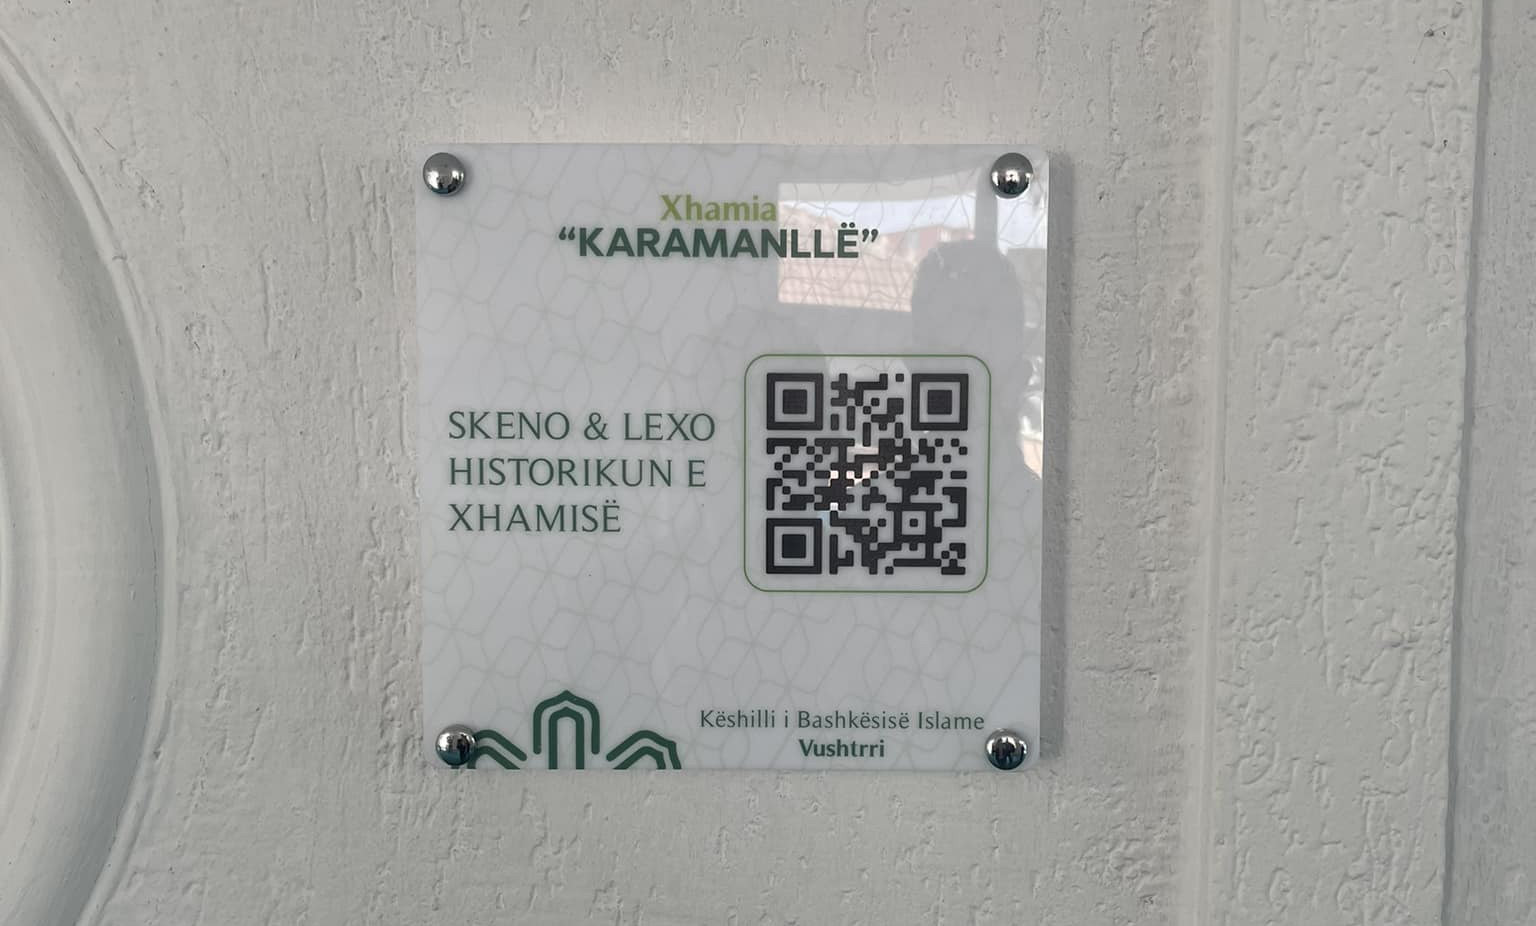 Xhamia
“KARAMANLLË”
SKENO & LEXO
HISTORIKUN E
XHAMISË
Këshilli i Bashkësisë Islame
Vushtrri